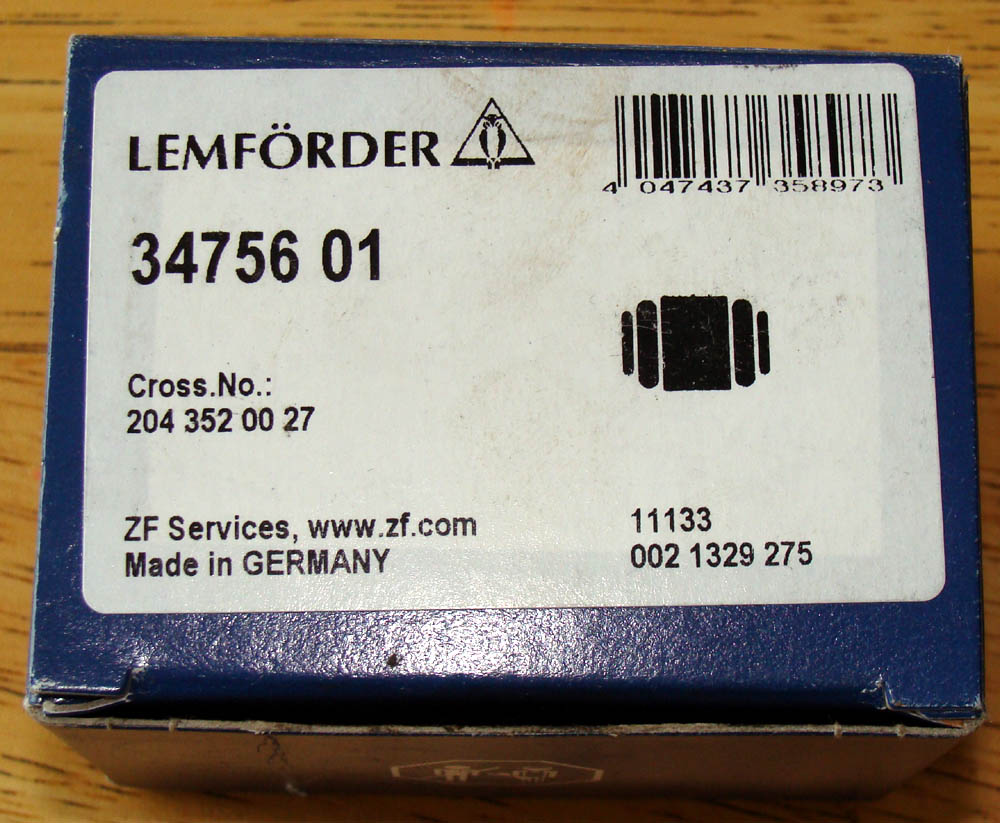 LEMFÖRDER
4 047437 358973
34756 01
Cross.No.:
204 352 00 27
ZF Services, www.zf.com
Made in GERMANY
11133
002 1329 275